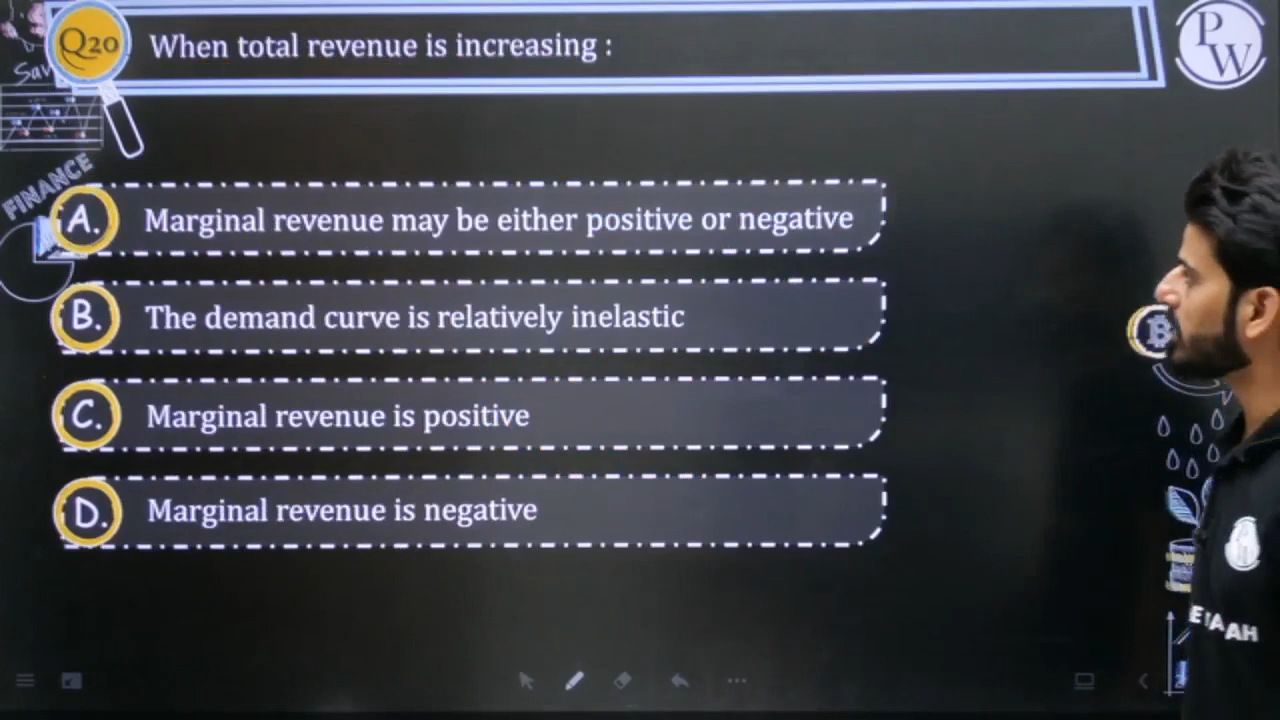 Q20
When total revenue is increasing :
PW
Sav
FINANCE
A.
Marginal revenue may be either positive or negative
B.
The demand curve is relatively inelastic
C.
Marginal revenue is positive
D.
Marginal revenue is negative